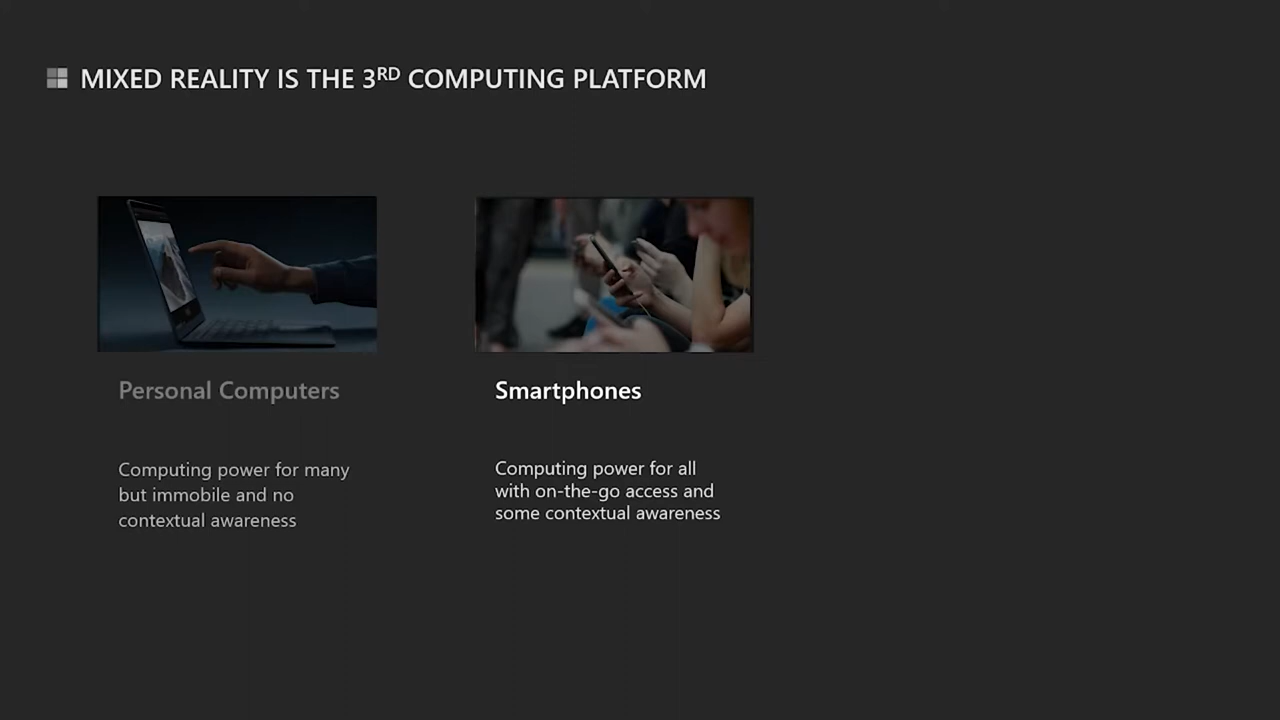 MIXED REALITY IS THE 3RD COMPUTING PLATFORM
Personal Computers
Computing power for many
but immobile and no
contextual awareness
Smartphones
Computing power for all
with on-the-go access and
some contextual awareness